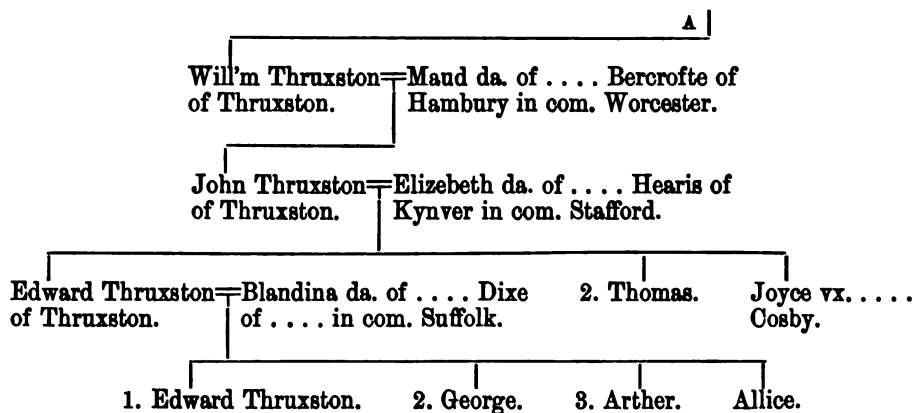 A
Will'm Thruxston=Maud da. of .... Bercrofte of
of Thruxston. Hambury in com. Worcester.
John Thruxston=Elizebeth da. of .... Hearis of
of Thruxston. Kynver in com. Stafford.
Edward Thruxston=Blandina da. of .... Dixe 2. Thomas. Joyce vx.....
of Thruxston. of .... in com. Suffolk. Cosby.
1. Edward Thruxston. 2. George. 3. Arther. Allice.